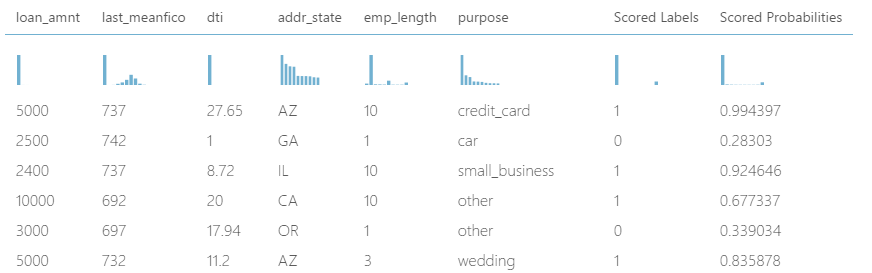 loan_amnt last_meanfico dti addr_state emp_length purpose Scored Labels Scored Probabilities
5000 737 27.65 AZ 10 credit_card 1 0.994397
2500 742 1 GA 1 car 0 0.28303
2400 737 8.72 IL 10 small_business 1 0.924646
10000 692 20 CA 10 other 1 0.677337
3000 697 17.94 OR 1 other 0 0.339034
5000 732 11.2 AZ 3 wedding 1 0.835878